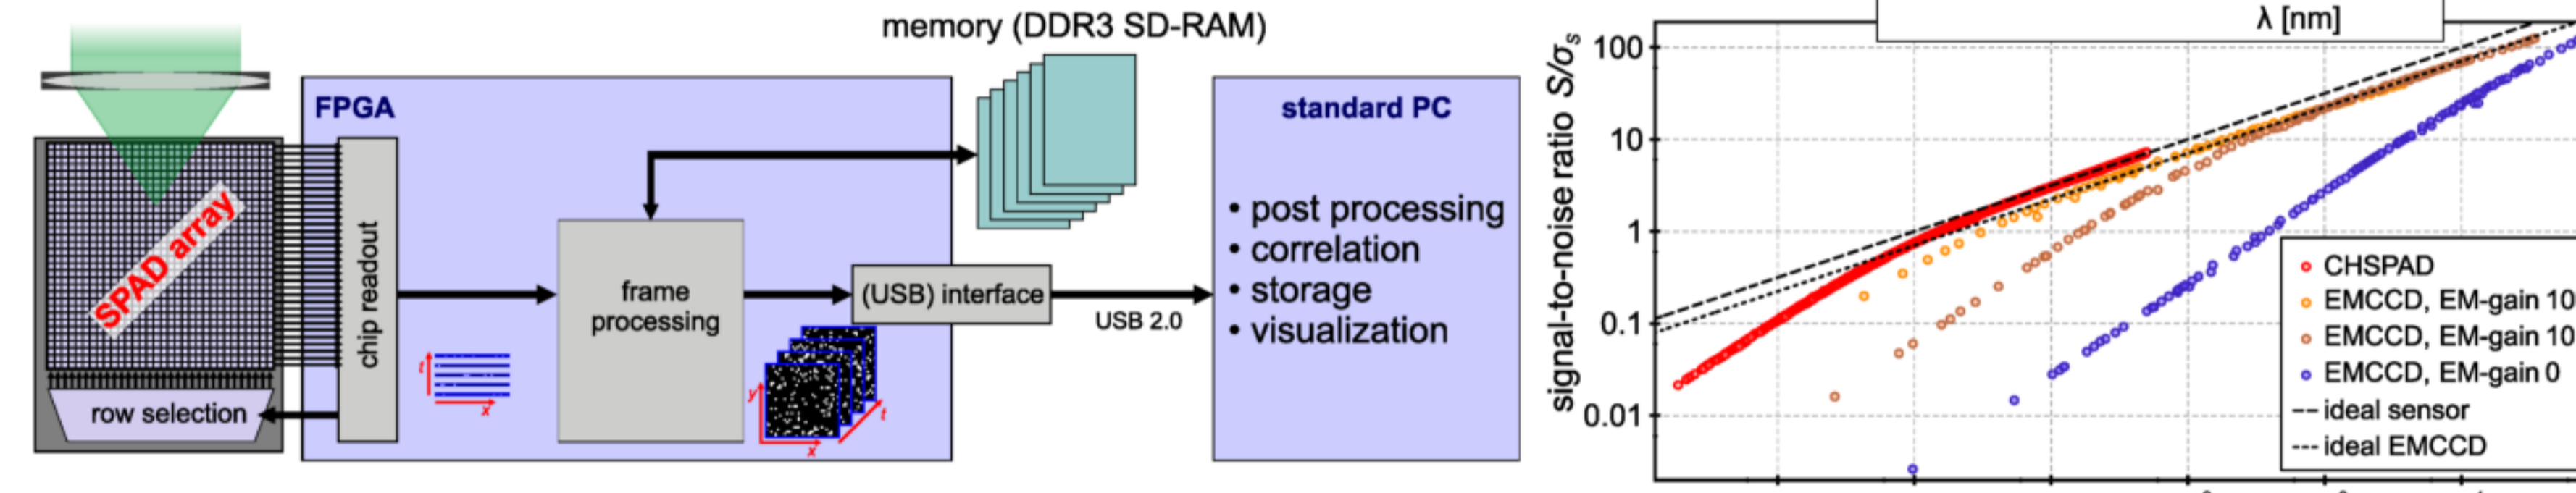 memory (DDR3 SD-RAM)
FPGA
SPAD array
chip readout
row selection
t
x
frame
processing
y
x
t
(USB) interface
USB 2.0
standard PC
• post processing
• correlation
• storage
• visualization
λ [nm]
signal-to-noise ratio S/σs
100
10
1
0.1
0.01
CHSPAD
EMCCD, EM-gain 10
EMCCD, EM-gain 10
EMCCD, EM-gain 0
ideal sensor
ideal EMCCD